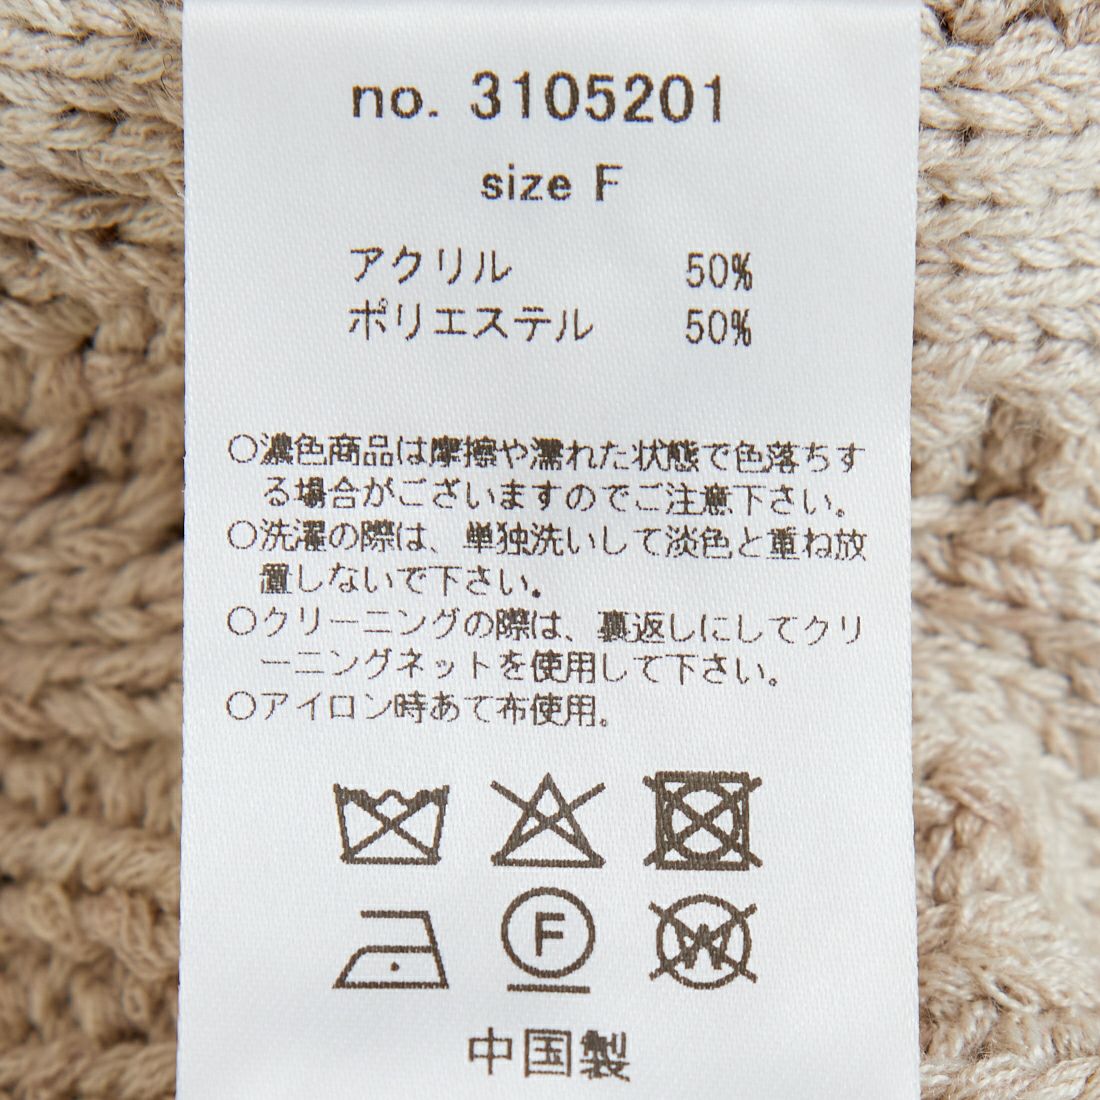 no. 3105201
size F
アクリル 50%
ポリエステル 50%
○濃色商品は摩擦や濡れた状態で色落ちす
る場合がございますのでご注意下さい。
○洗濯の際は、単独洗いして淡色と重ね放
置しないで下さい。
○クリーニングの際は、裏返しにしてクリ
ーニングネットを使用して下さい。
○アイロン時あて布使用。
F
W
中国製